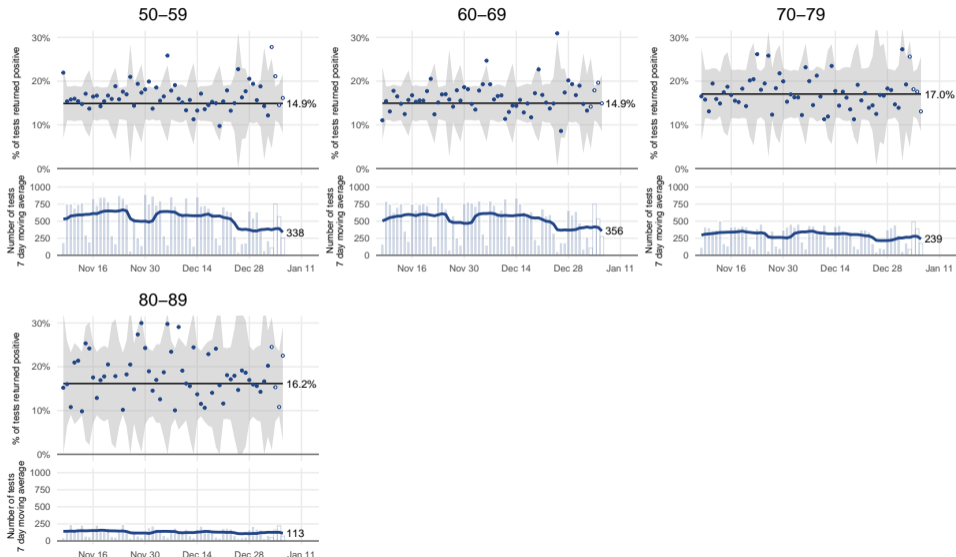 50–59
60–69
70–79
% of tests returned positive
30%
20%
10%
0%
14.9%
% of tests returned positive
30%
20%
10%
0%
14.9%
% of tests returned positive
30%
20%
10%
0%
17.0%
Number of tests
7 day moving average
1000
750
500
250
0
338
Nov 16
Nov 30
Dec 14
Dec 28
Jan 11
Number of tests
7 day moving average
1000
750
500
250
0
356
Nov 16
Nov 30
Dec 14
Dec 28
Jan 11
Number of tests
7 day moving average
1000
750
500
250
0
239
Nov 16
Nov 30
Dec 14
Dec 28
Jan 11
80–89
% of tests returned positive
30%
20%
10%
0%
16.2%
Number of tests
7 day moving average
1000
750
500
250
0
113
Nov 16
Nov 30
Dec 14
Dec 28
Jan 11